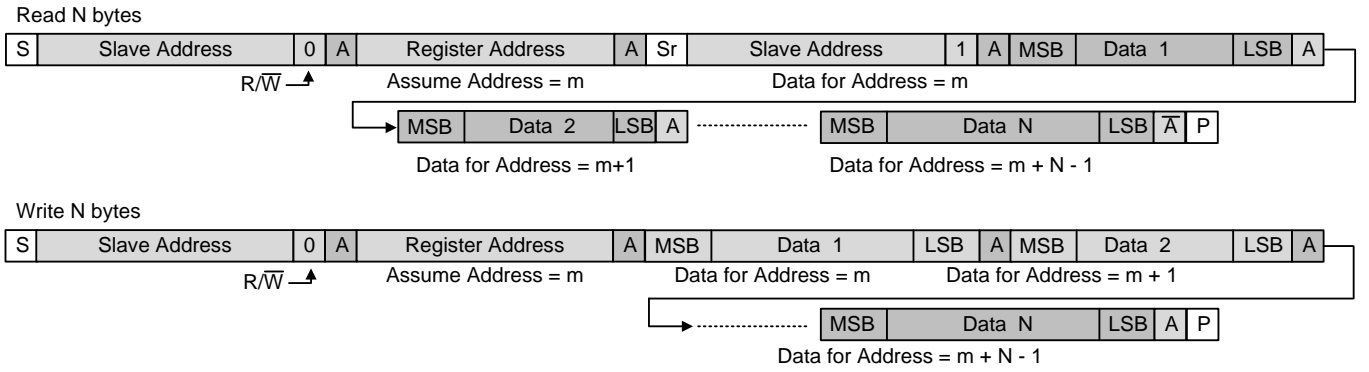 Read N bytes
S Slave Address 0 A Register Address A Sr Slave Address 1 A MSB Data 1 LSB A
R/W̅ Assume Address = m Data for Address = m
MSB Data 2 LSB A MSB Data N LSB A̅ P
Data for Address = m+1 Data for Address = m + N - 1
Write N bytes
S Slave Address 0 A Register Address A MSB Data 1 LSB A MSB Data 2 LSB A
R/W̅ Assume Address = m Data for Address = m Data for Address = m + 1
MSB Data N LSB A P
Data for Address = m + N - 1